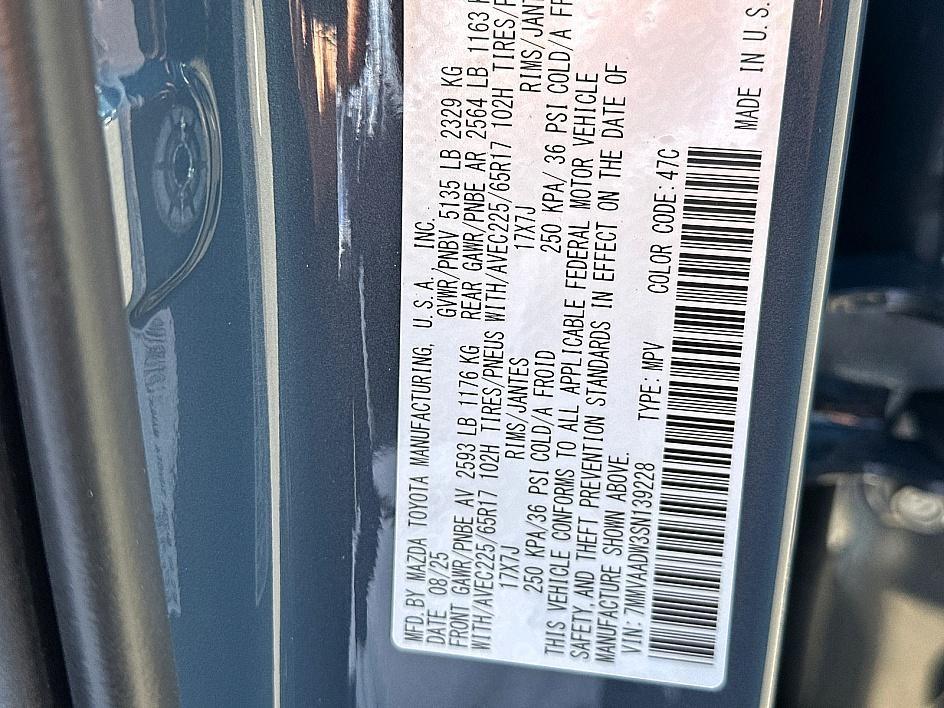 MFD. BY MAZDA TOYOTA MANUFACTURING, U. S. A., INC.
DATE 08/25 GVWR/PNBV 5135 LB 2329 KG
FRONT GAWR/PNBE AV 2593 LB 1176 KG REAR GAWR/PNBE AR 2564 LB 1163
WITH/AVEC225/65R17 102H TIRES/PNEUS WITH/AVEC225/65R17 102H TIRES
17X7J RIMS/JANTES 17X7J
250 KPA/36 PSI COLD/A FROID 250 KPA/ 36 PSI COLD/A
THIS VEHICLE CONFORMS TO ALL APPLICABLE FEDERAL MOTOR VEHICLE
SAFETY AND THEFT PREVENTION STANDARDS IN EFFECT ON THE DATE OF
MANUFACTURE SHOWN ABOVE.
VIN: 7MMVAADW3SN139228 TYPE: MPV COLOR CODE: 47C
MADE IN U. S.